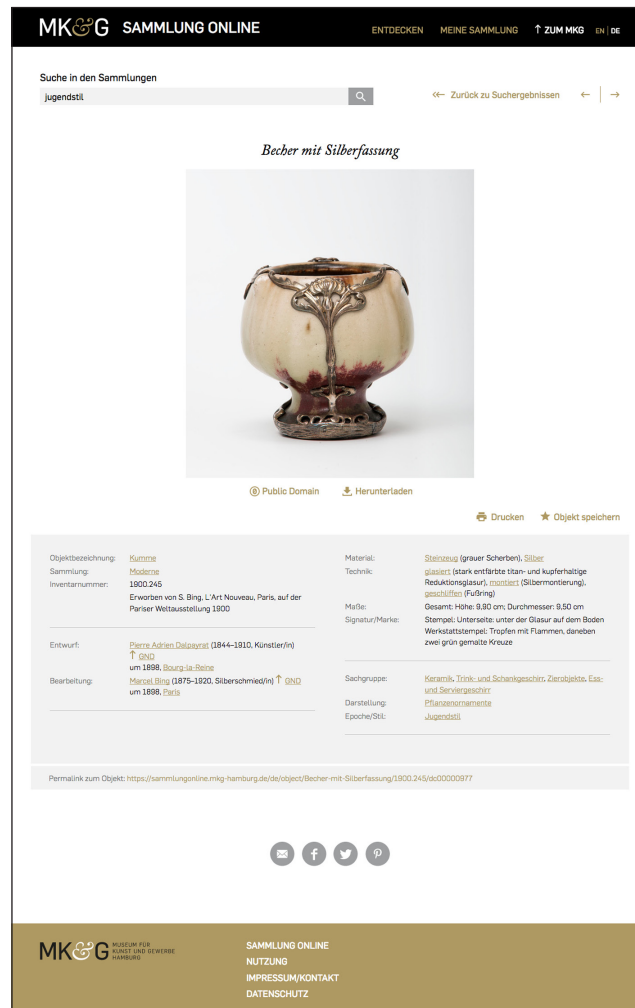 MK&G SAMMLUNG ONLINE
ENTDECKEN MEINE SAMMLUNG ↑ ZUM MKG EN | DE
Suche in den Sammlungen
jugendstil
Zurück zu Suchergebnissen ← | →
Becher mit Silberfassung
Public Domain Herunterladen
Drucken Objekt speichern
Objektbezeichnung: Kumme
Sammlung: Moderne
Inventarnummer: 1900.245
Erworben von S. Bing, L´Art Nouveau, Paris, auf der
Pariser Weltausstellung 1900
Entwurf: Pierre Adrien Dalpayrat (1844–1910, Künstler/in)
↑ GND
um 1898, Bourg-la-Reine
Bearbeitung: Marcel Bing (1875–1920, Silberschmied/in) ↑ GND
um 1898, Paris
Material: Steinzeug (grauer Scherben), Silber
Technik: glasiert (stark entfärbte titan- und kupferhaltige
Reduktionsglasur), montiert (Silbermontierung),
geschliffen (Fußring)
Maße: Gesamt: Höhe: 9,90 cm; Durchmesser: 9,50 cm
Signatur/Marke: Stempel: Unterseite: unter der Glasur auf dem Boden
Werkstattstempel: Tropfen mit Flammen, daneben
zwei grün gemalte Kreuze
Sachgruppe: Keramik, Trink- und Schankgeschirr, Zierobjekte, Ess-
und Serviergeschirr
Darstellung: Pflanzenornamente
Epoche/Stil: Jugendstil
Permalink zum Objekt: https://sammlungonline.mkg-hamburg.de/de/object/Becher-mit-Silberfassung/1900.245/dc00000977
MK&G MUSEUM FÜR
KUNST UND GEWERBE
HAMBURG
SAMMLUNG ONLINE
NUTZUNG
IMPRESSUM/KONTAKT
DATENSCHUTZ